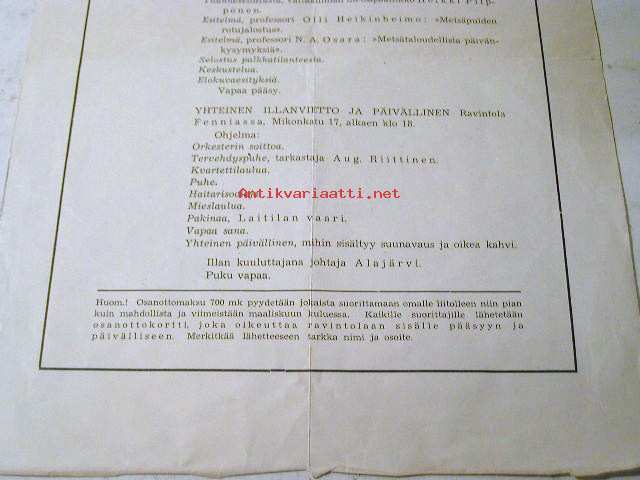 Heikki Piip-
ponen.
Esitelmä, professori Olli Heikinheimo: »Metsäpuiden
rotujalostus».
Esitelmä, professori N. A. Osara: »Metsätaloudellisia päivän-
kysymyksiä».
Selostus palkkatilanteesta.
Keskustelua.
Elokuvaesityksiä.
Vapaa pääsy.
YHTEINEN ILLANVIETTO JA PÄIVÄLLINEN Ravintola
Fenniassa, Mikonkatu 17, alkaen klo 18.
Ohjelma:
Orkesterin soittoa.
Tervehdyspuhe, tarkastaja Aug. Riittinen.
Kvartettilaulua.
Puhe.
Haitarisoolo.
Antikvariaatti.net
Mieslaulua.
Pakinaa, Laitilan vaari.
Vapaa sana.
Yhteinen päivällinen, mihin sisältyy suunavaus ja oikea kahvi.
Illan kuuluttajana johtaja Alajärvi.
Puku vapaa.
Huom.! Osanottomaksu 700 mk pyydetään jokaista suorittamaan omalle liitolleen niin pian
kuin mahdollista ja viimeistään maaliskuun kuluessa. Kaikille suorittajille lähetetään
osanottokortti, joka oikeuttaa ravintolaan sisälle pääsyyn ja
päivälliseen. Merkitkää lähetteeseen tarkka nimi ja osoite.